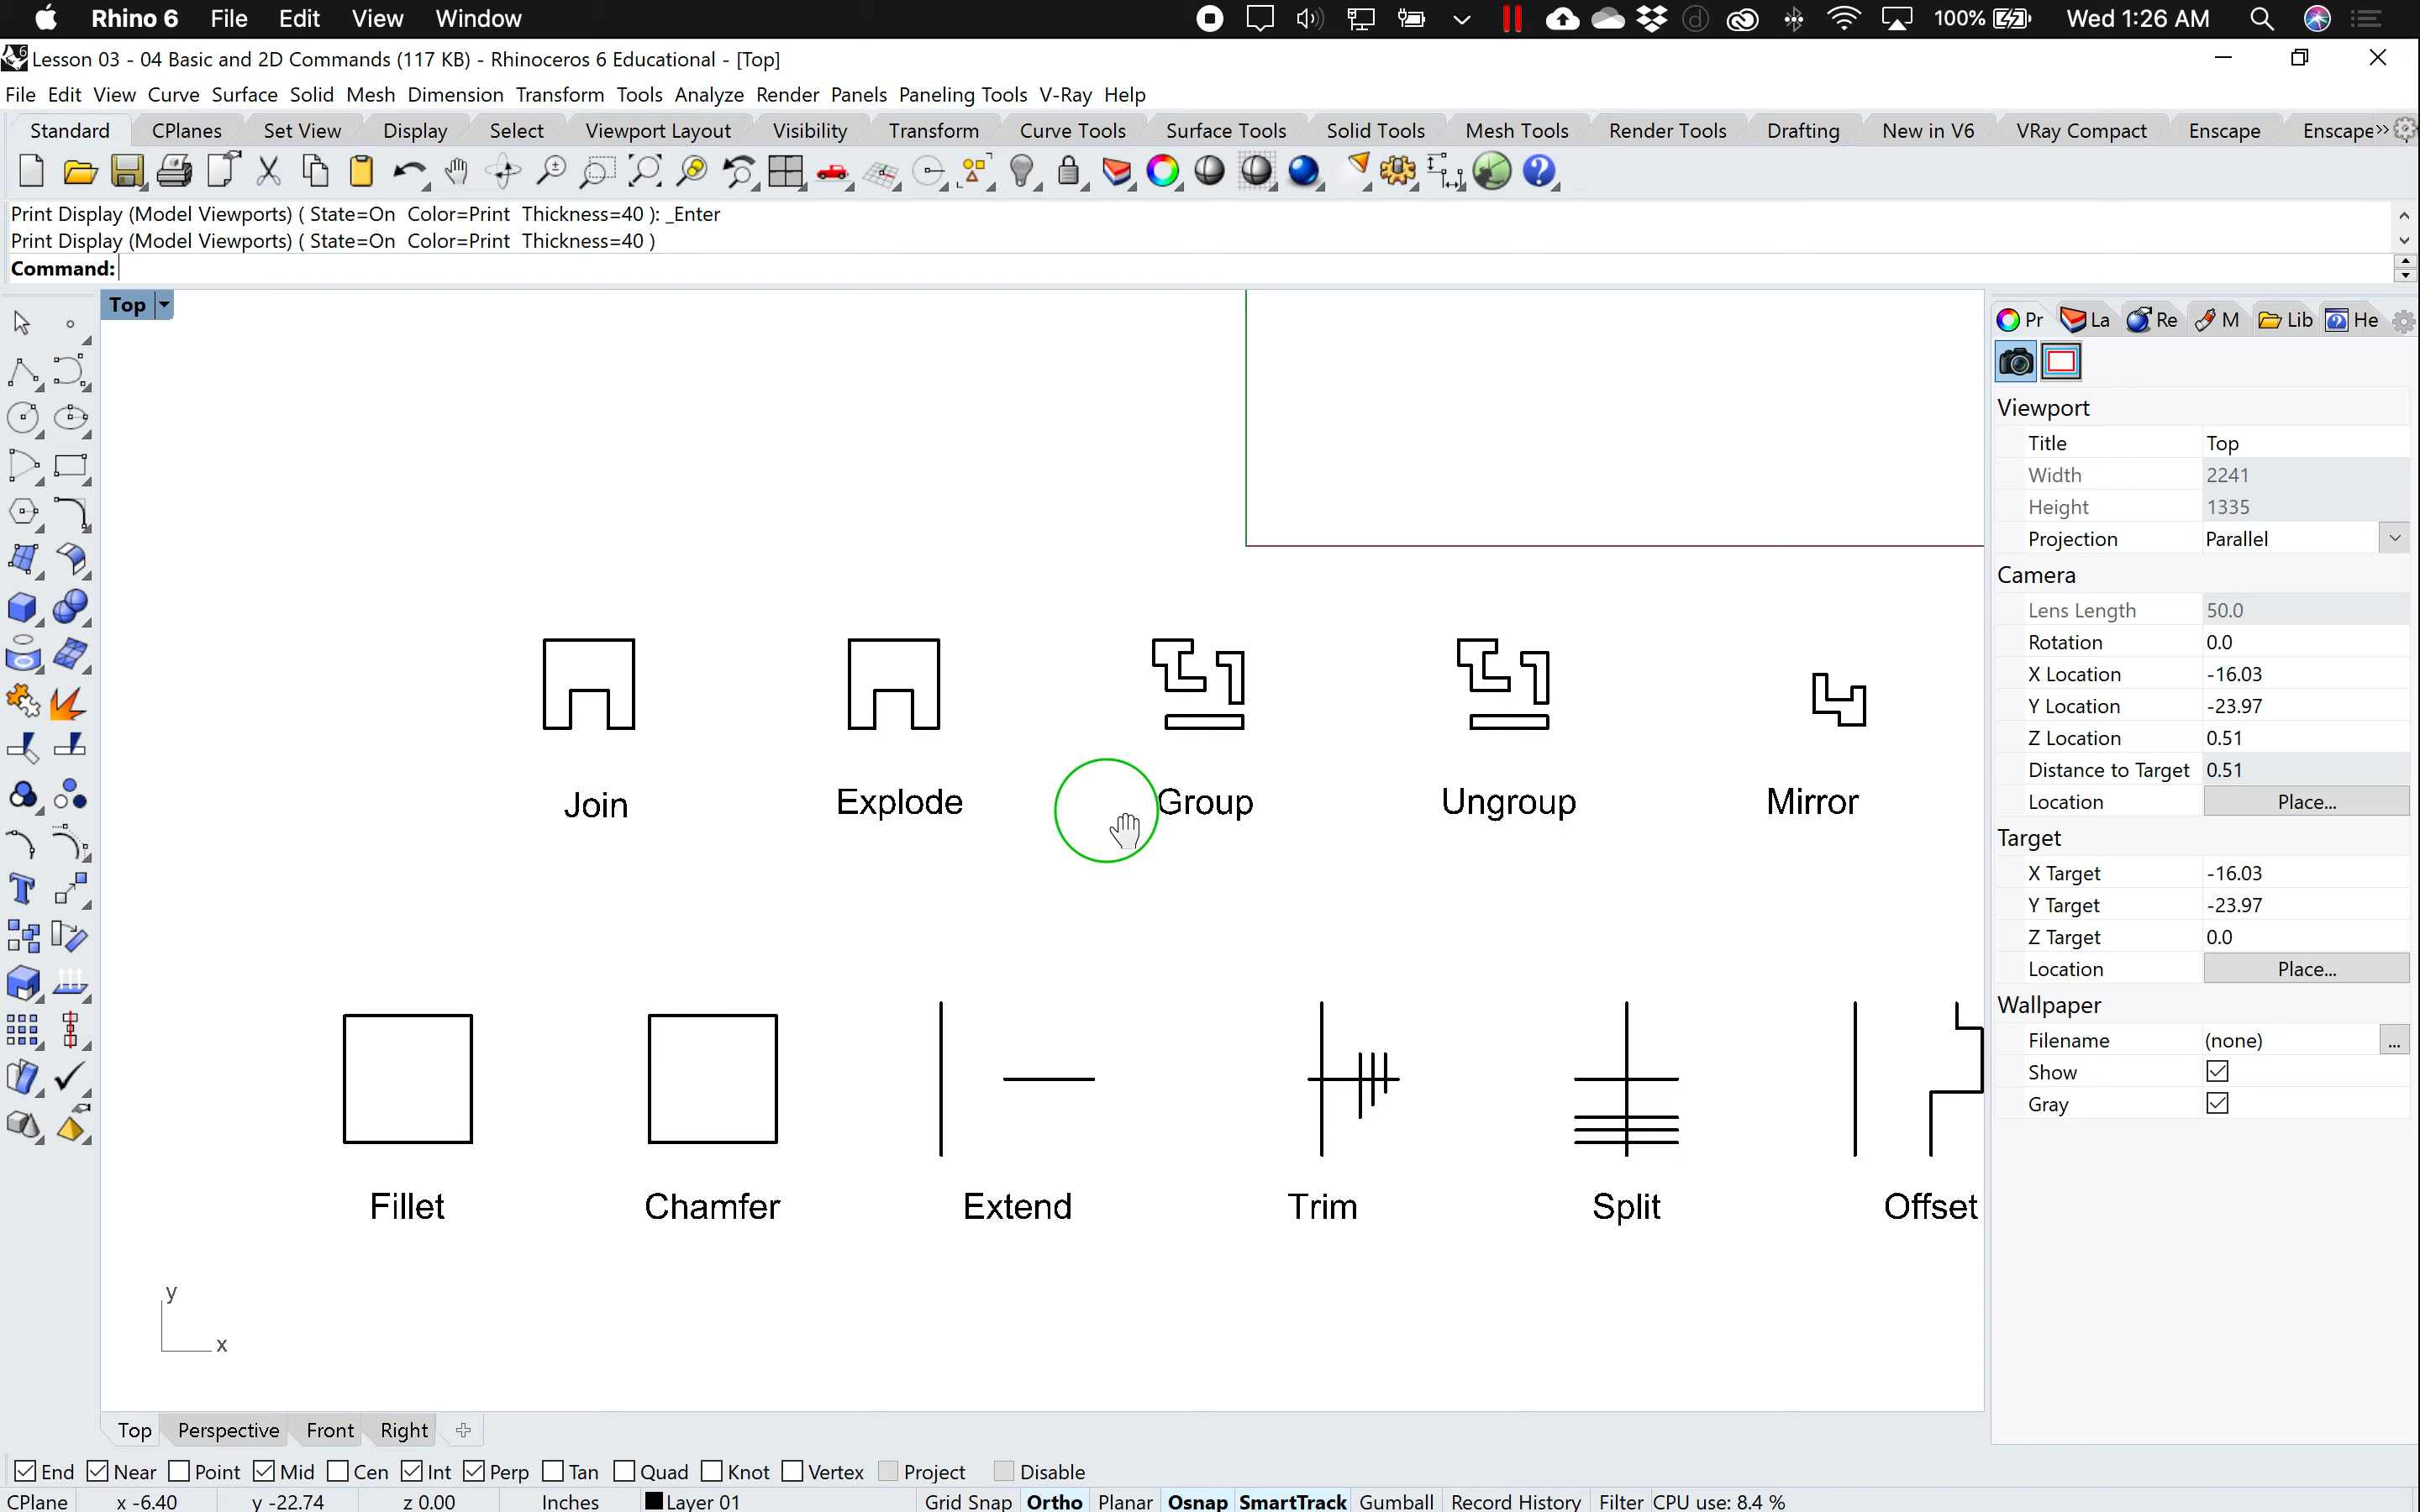 Rhino 6 File Edit View Window 100% Wed 1:26 AM
Lesson 03 - 04 Basic and 2D Commands (117 KB) - Rhinoceros 6 Educational - [Top]
File Edit View Curve Surface Solid Mesh Dimension Transform Tools Analyze Render Panels Paneling Tools V-Ray Help
Standard CPlanes Set View Display Select Viewport Layout Visibility Transform Curve Tools Surface Tools Solid Tools Mesh Tools Render Tools Drafting New in V6 VRay Compact Enscape Enscape»
Print Display (Model Viewports) ( State=On Color=Print Thickness=40 ): _Enter
Print Display (Model Viewports) ( State=On Color=Print Thickness=40 )
Command:
Top
Pr La Re M Lib He
Viewport
Title Top
Width 2241
Height 1335
Projection Parallel
Camera
Lens Length 50.0
Rotation 0.0
X Location -16.03
Y Location -23.97
Z Location 0.51
Distance to Target 0.51
Location Place...
Target
X Target -16.03
Y Target -23.97
Z Target 0.0
Location Place...
Wallpaper
Filename (none) ...
Show
Gray
Join Explode Group Ungroup Mirror
Fillet Chamfer Extend Trim Split Offset
y
x
Top Perspective Front Right
End Near Point Mid Cen Int Perp Tan Quad Knot Vertex Project Disable
CPlane x -6.40 y -22.74 z 0.00 Inches Layer 01 Grid Snap Ortho Planar Osnap SmartTrack Gumball Record History Filter CPU use: 8.4 %